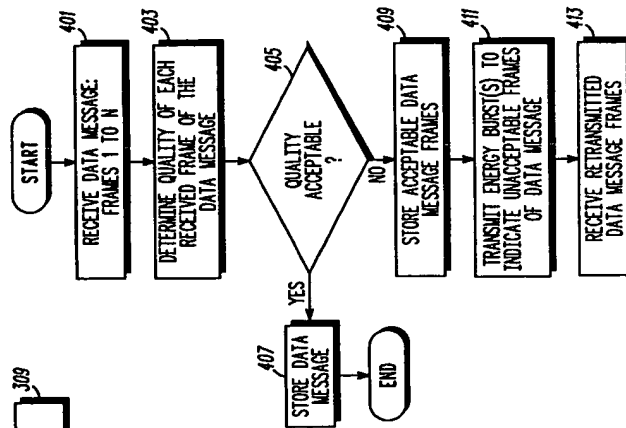 START
401
RECEIVE DATA MESSAGE:
FRAMES 1 TO N
403
DETERMINE QUALITY OF EACH
RECEIVED FRAME OF THE
DATA MESSAGE
405
QUALITY
ACCEPTABLE
?
YES
NO
407
STORE DATA
MESSAGE
END
409
STORE ACCEPTABLE DATA
MESSAGE FRAMES
411
TRANSMIT ENERGY BURST(S) TO
INDICATE UNACCEPTABLE FRAMES
OF DATA MESSAGE
413
RECEIVE RETRANSMITTED
DATA MESSAGE FRAMES
309